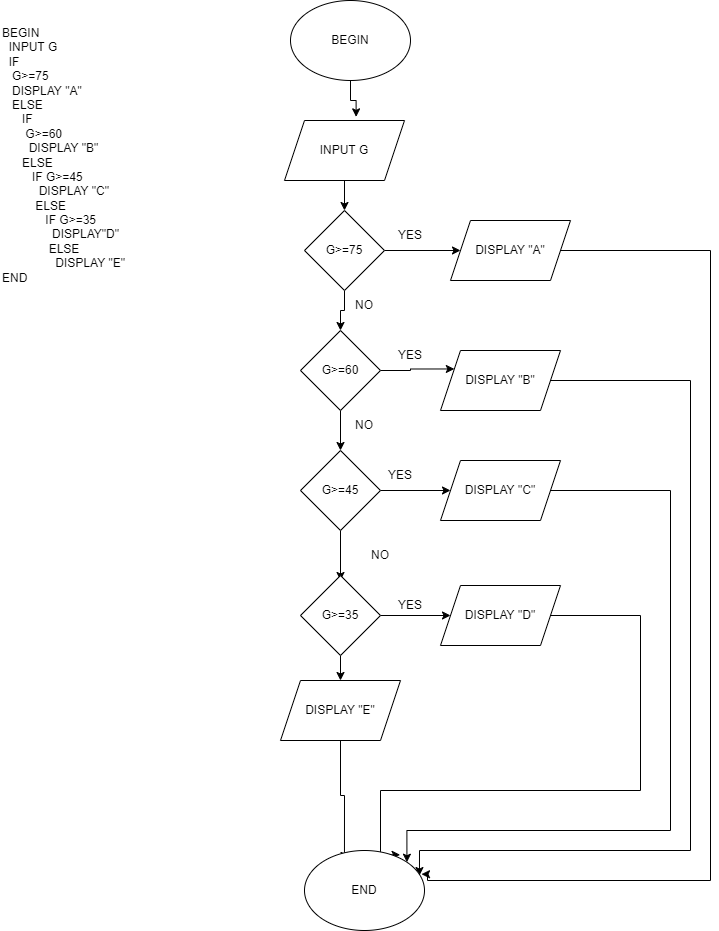 BEGIN
INPUT G
IF
G>=75
DISPLAY "A"
ELSE
IF
G>=60
DISPLAY "B"
ELSE
IF G>=45
DISPLAY "C"
ELSE
IF G>=35
DISPLAY"D"
ELSE
DISPLAY "E"
END
BEGIN
INPUT G
G>=75
YES
DISPLAY "A"
NO
G>=60
YES
DISPLAY "B"
NO
G>=45
YES
DISPLAY "C"
NO
G>=35
YES
DISPLAY "D"
DISPLAY "E"
END